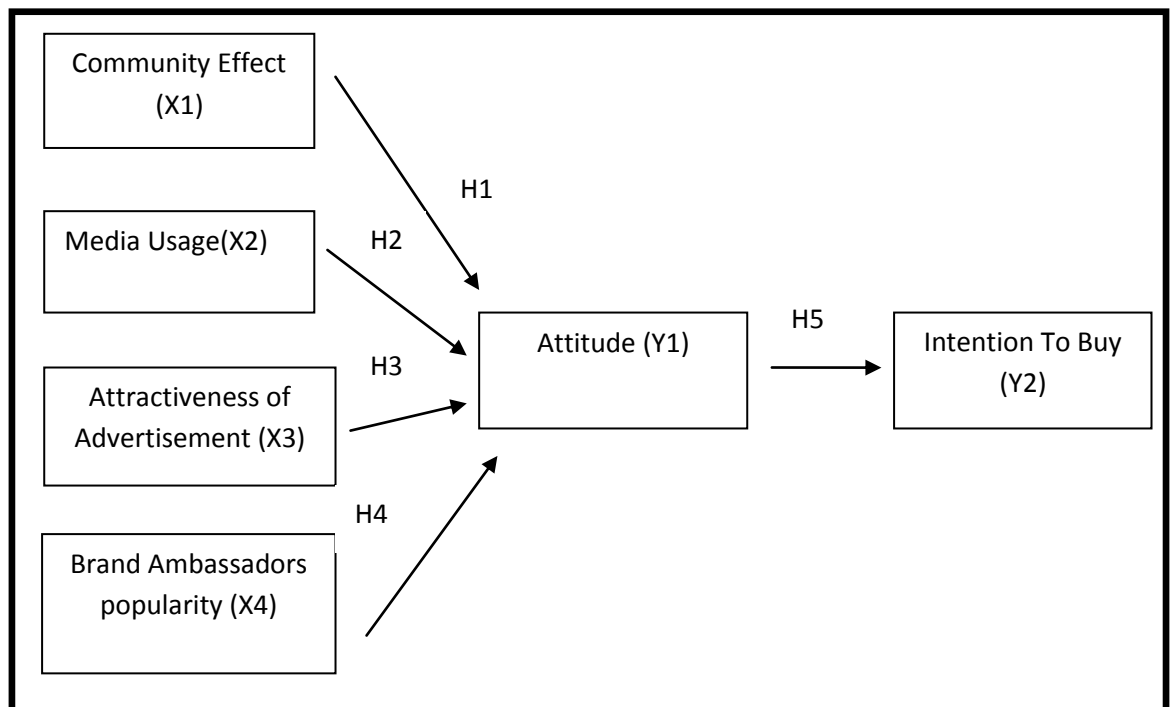 Community Effect
(X1)
H1
Media Usage(X2)
H2
Attitude (Y1)
H5
Intention To Buy
(Y2)
H3
Attractiveness of
Advertisement (X3)
H4
Brand Ambassadors
popularity (X4)